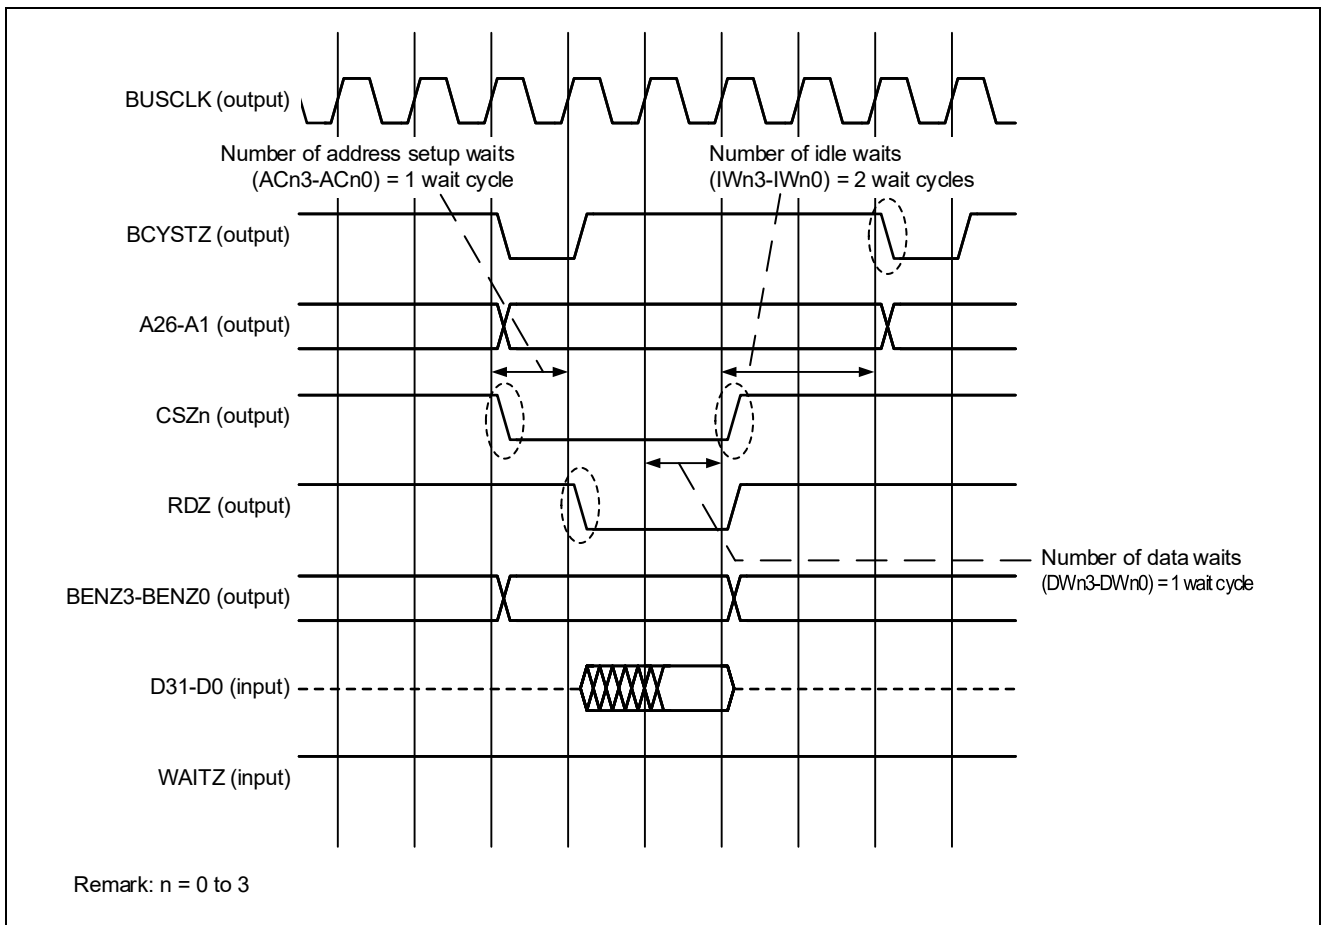 BUSCLK (output)
Number of address setup waits
(ACn3-ACn0) = 1 wait cycle
Number of idle waits
(IWn3-IWn0) = 2 wait cycles
BCYSTZ (output)
A26-A1 (output)
CSZn (output)
RDZ (output)
Number of data waits
(DWn3-DWn0) = 1 wait cycle
BENZ3-BENZ0 (output)
D31-D0 (input)
WAITZ (input)
Remark: n = 0 to 3